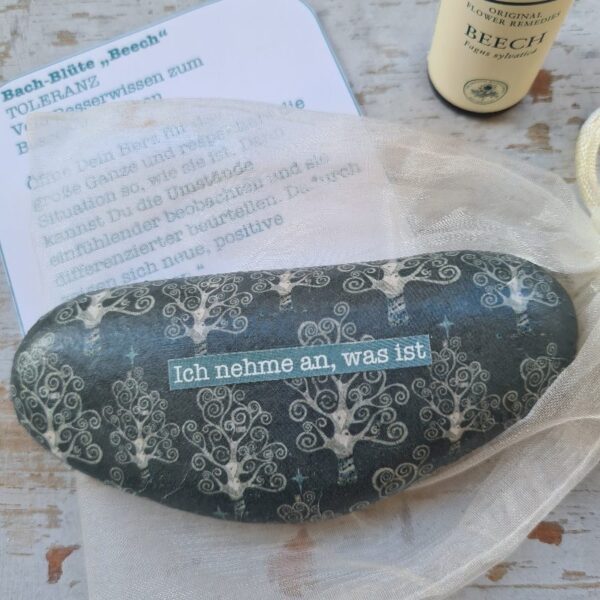 Bach-Blüte „Beech“
TOLERANZ
Besserwissen zum
Öffne Dein Herz für die
große Ganze und
Situation so, wie sie ist. Dann
kannst Du die Umstände
einfühlender beobachten und sie
differenzierter beurteilen. Dadurch
sich neue, positive
ORIGINAL
FLOWER REMEDIES
BEECH
Fagus sylvatica
Ich nehme an, was ist